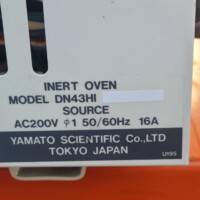 INERT OVEN
MODEL DN43HI
SOURCE
AC200V φ1 50/60Hz 16A
YAMATO SCIENTIFIC Co.,LTD
TOKYO JAPAN